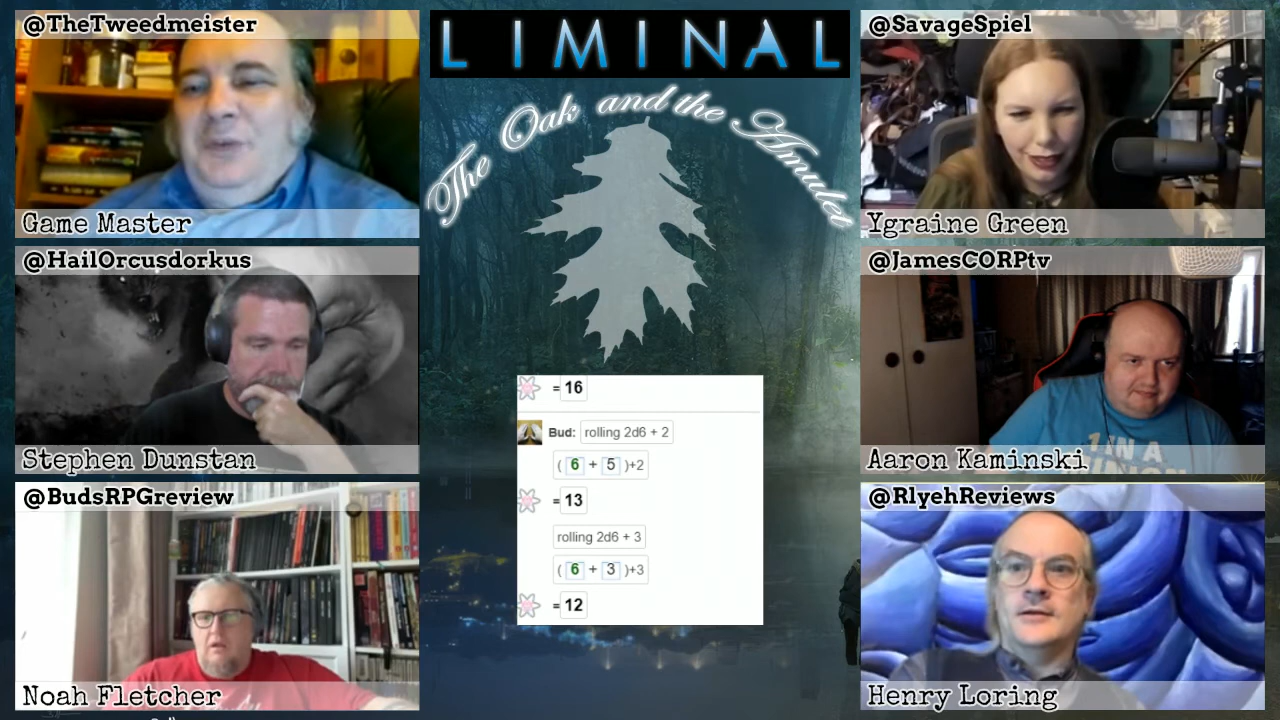 @TheTweedmeister
Game Master
@HailOrcusdorkus
Stephen Dunstan
@BudsRPGreview
Noah Fletcher
LIMINAL
The Oak and the Amulet
=16
Bud: rolling 2d6 + 2
( 6 + 5 )+2
=13
rolling 2d6 + 3
( 6 + 3 )+3
=12
@SavageSpiel
Ygraine Green
@JamesCORPtv
1 IN A
Aaron Kaminski
@RlyehReviews
Henry Loring